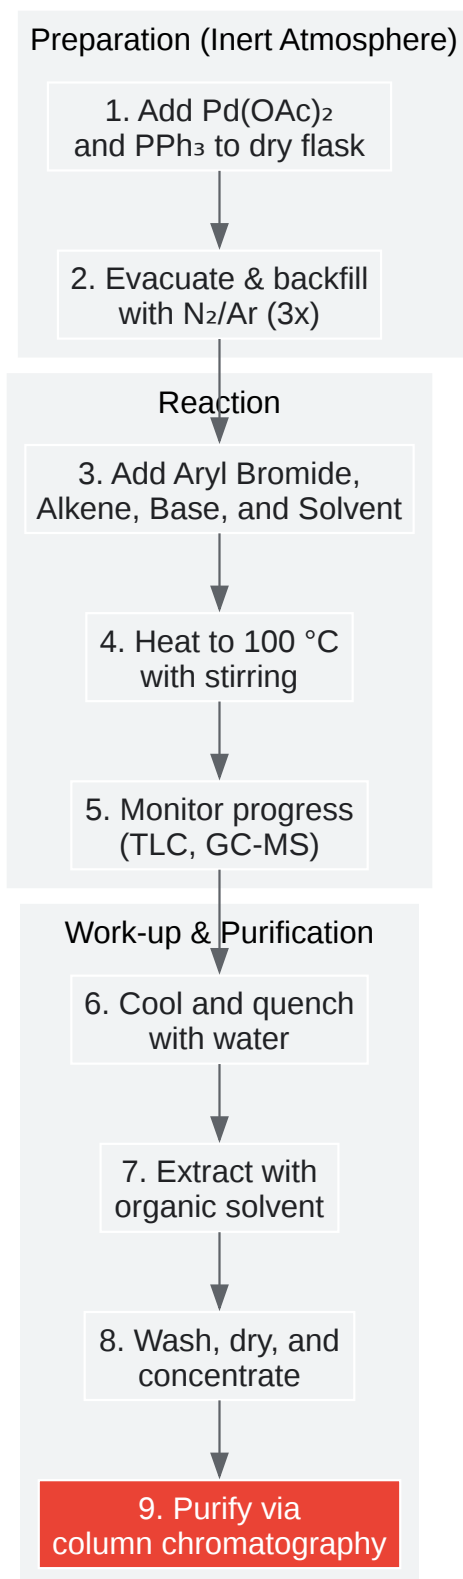 Preparation (Inert Atmosphere)
1. Add Pd(OAc)₂
and PPh₃ to dry flask
2. Evacuate & backfill
with N₂/Ar (3x)
Reaction
3. Add Aryl Bromide,
Alkene, Base, and Solvent
4. Heat to 100 °C
with stirring
5. Monitor progress
(TLC, GC-MS)
Work-up & Purification
6. Cool and quench
with water
7. Extract with
organic solvent
8. Wash, dry, and
concentrate
9. Purify via
column chromatography